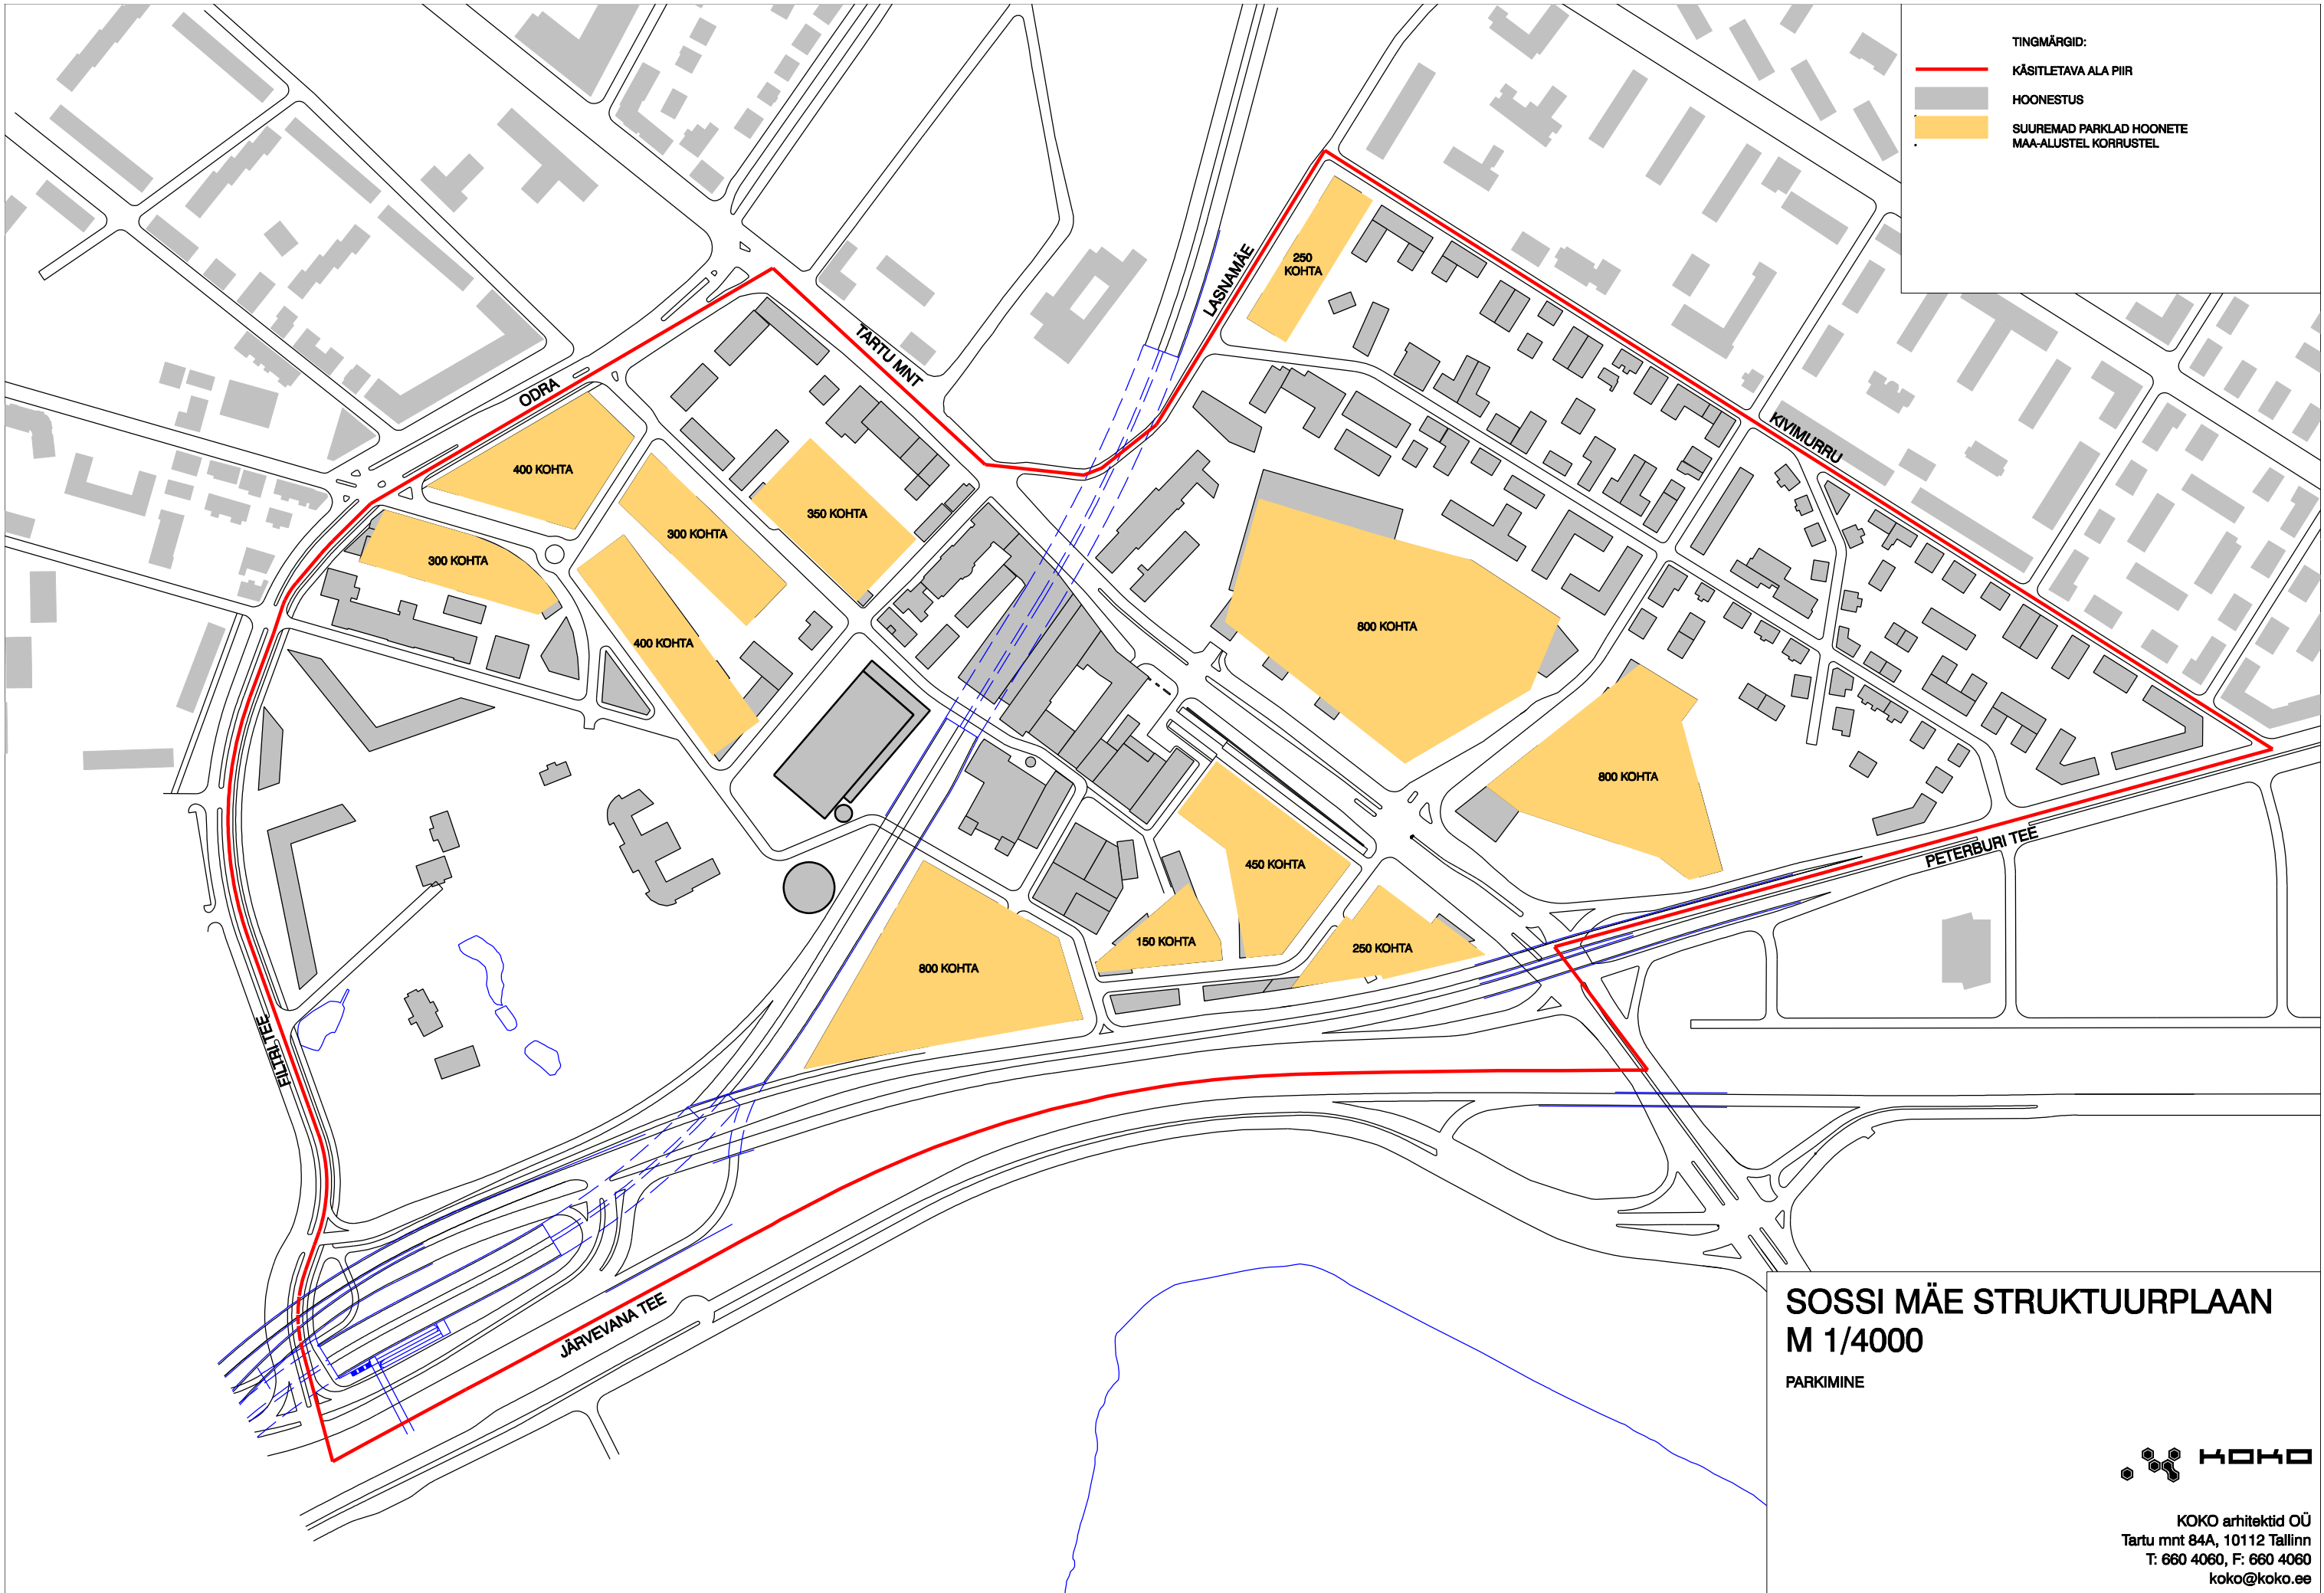 TINGMÄRGID:
KÄSITLETAVA ALA PIIR
HOONESTUS
SUUREMAD PARKLAD HOONETE
MAA-ALUSTEL KORRUSTEL
LASNAMÄE
250
KOHTA
TARTU MNT
ODRA
KIVIMURRU
400 KOHTA
350 KOHTA
300 KOHTA
300 KOHTA
400 KOHTA
800 KOHTA
800 KOHTA
PETERBURI TEE
450 KOHTA
150 KOHTA
250 KOHTA
800 KOHTA
FILTRI TEE
JÄRVEVANA TEE
SOSSI MÄE STRUKTUURPLAAN
M 1/4000
PARKIMINE
KOKO
KOKO arhitektid OÜ
Tartu mnt 84A, 10112 Tallinn
T: 660 4060, F: 660 4060
koko@koko.ee